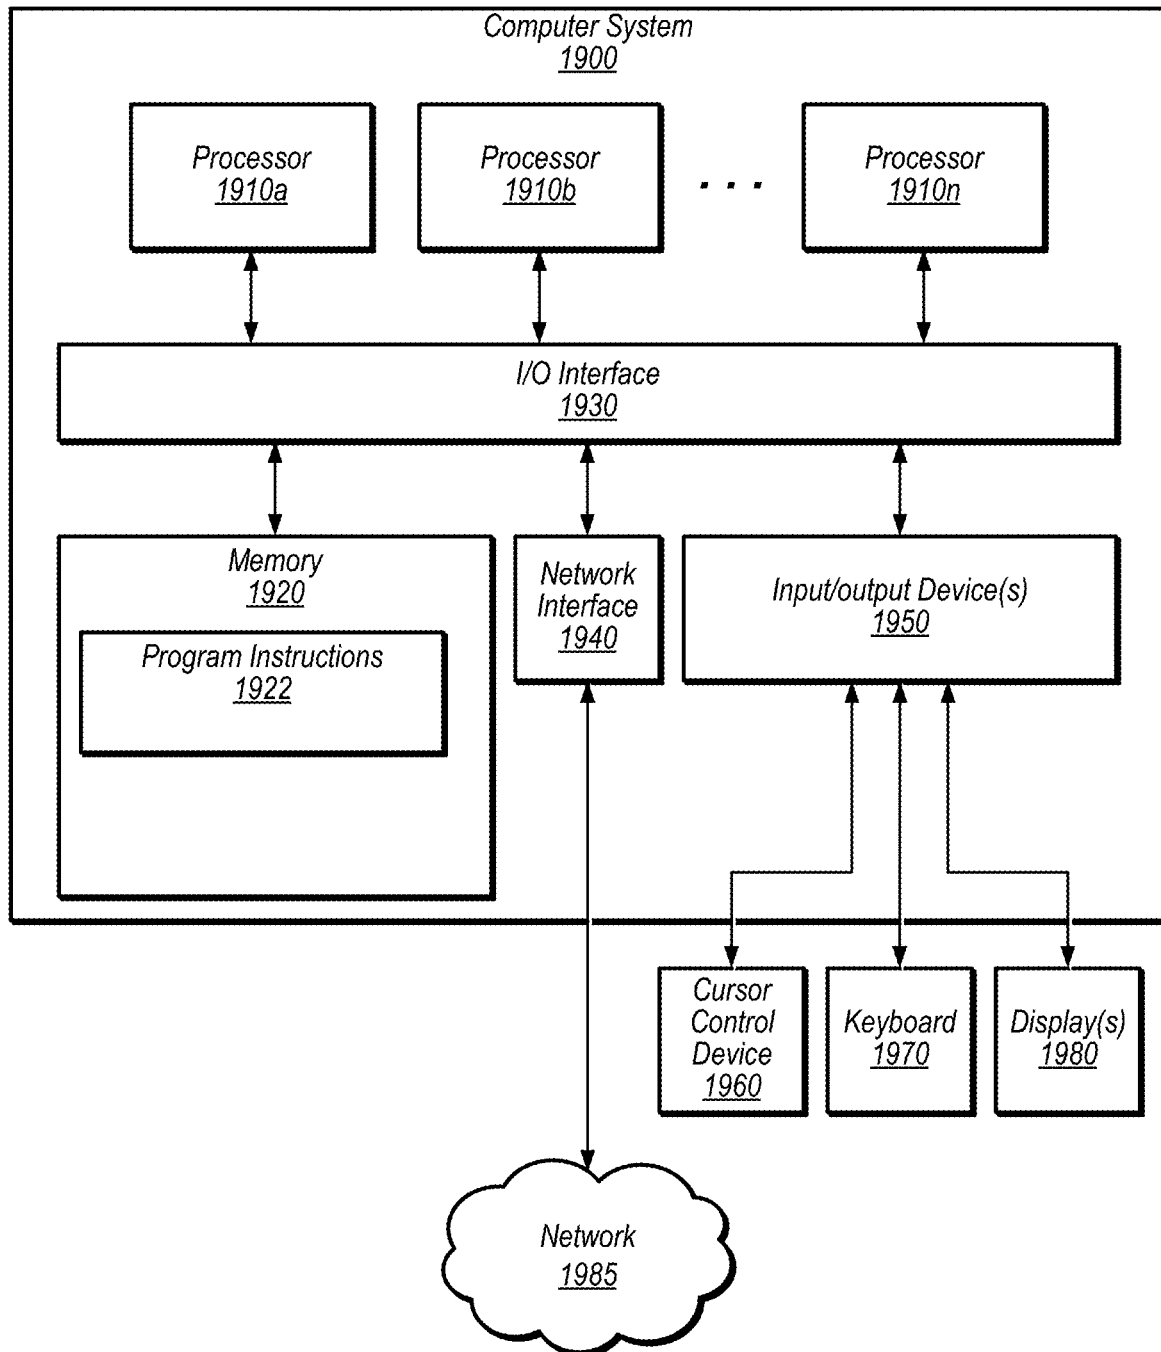 Computer System
1900
Processor
1910a
Processor
1910b
. . .
Processor
1910n
I/O Interface
1930
Memory
1920
Program Instructions
1922
Network
Interface
1940
Input/output Device(s)
1950
Cursor
Control
Device
1960
Keyboard
1970
Display(s)
1980
Network
1985